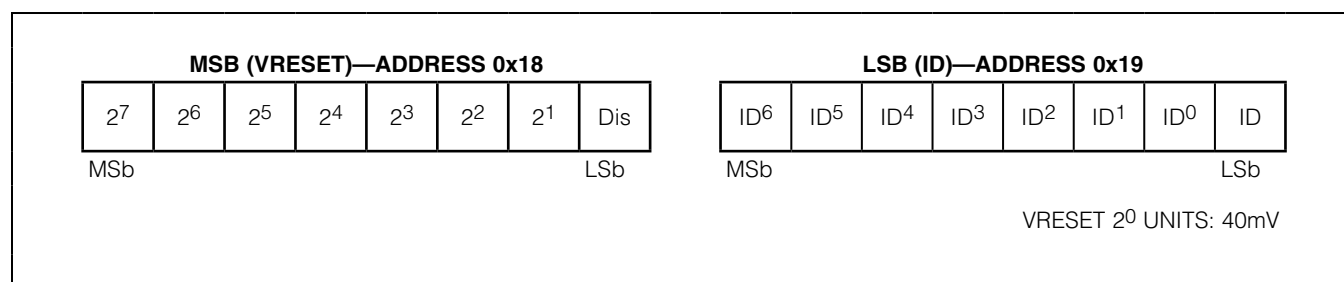 MSB (VRESET)—ADDRESS 0x18
2⁷ 2⁶ 2⁵ 2⁴ 2³ 2² 2¹ Dis
MSb LSb
LSB (ID)—ADDRESS 0x19
ID⁶ ID⁵ ID⁴ ID³ ID² ID¹ ID⁰ ID
MSb LSb
VRESET 2⁰ UNITS: 40mV